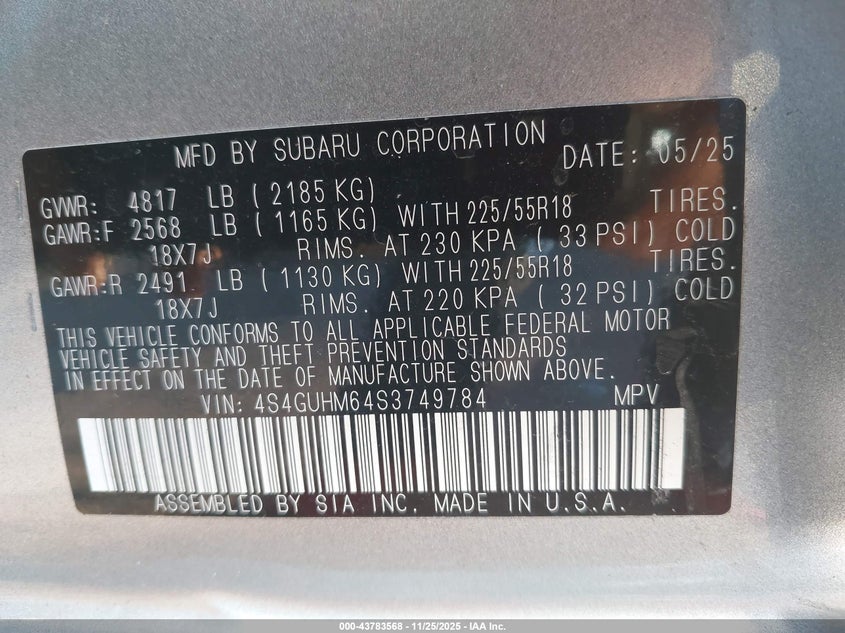 MFD BY SUBARU CORPORATION DATE: 05/25
GVWR: 4817 LB ( 2185 KG)
GAWR:F 2568 LB ( 1165 KG) WITH 225/55R18 TIRES.
18X7J RIMS. AT 230 KPA ( 33 PSI) COLD
GAWR:R 2491 LB ( 1130 KG) WITH 225/55R18 TIRES.
18X7J RIMS. AT 220 KPA ( 32 PSI) COLD
THIS VEHICLE CONFORMS TO ALL APPLICABLE FEDERAL MOTOR
VEHICLE SAFETY AND THEFT PREVENTION STANDARDS
IN EFFECT ON THE DATE OF MANUFACTURE SHOWN ABOVE.
VIN: 4S4GUHM64S3749784 MPV
ASSEMBLED BY SIA INC. MADE IN U.S.A.
000-43783568 - 11/25/2025 - IAA Inc.